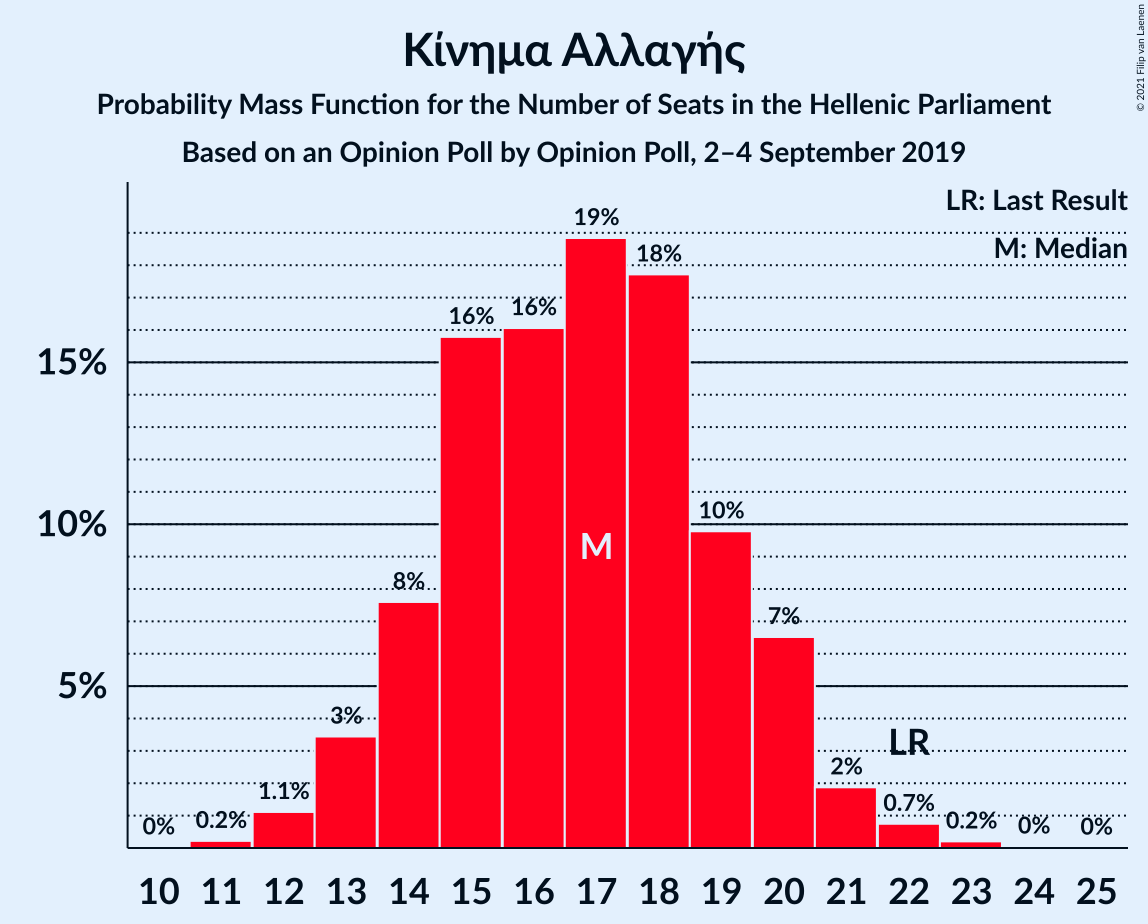 Κίνημα Αλλαγής
Probability Mass Function for the Number of Seats in the Hellenic Parliament
Based on an Opinion Poll by Opinion Poll, 2–4 September 2019
© 2021 Filip van Laenen
LR: Last Result
M: Median
19%
18%
16%
16%
15%
10%
10%
M
8%
7%
5%
3%
LR
2%
1.1%
0.7%
0%
0.2%
0.2%
0%
0%
10 11 12 13 14 15 16 17 18 19 20 21 22 23 24 25